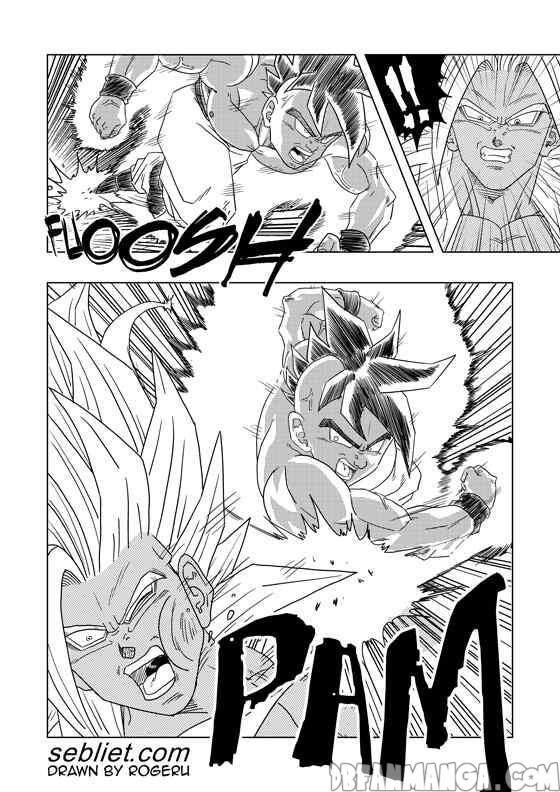 !!
FLOOSH
PAM
sebliet.com
DRAWN BY ROGERU
DBFANMANGA.COM